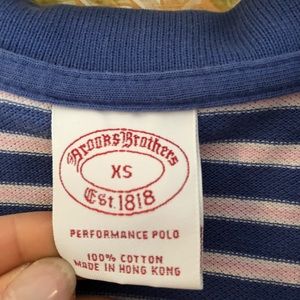 Brooks Brothers
XS
Est. 1818
PERFORMANCE POLO
100% COTTON
MADE IN HONG KONG